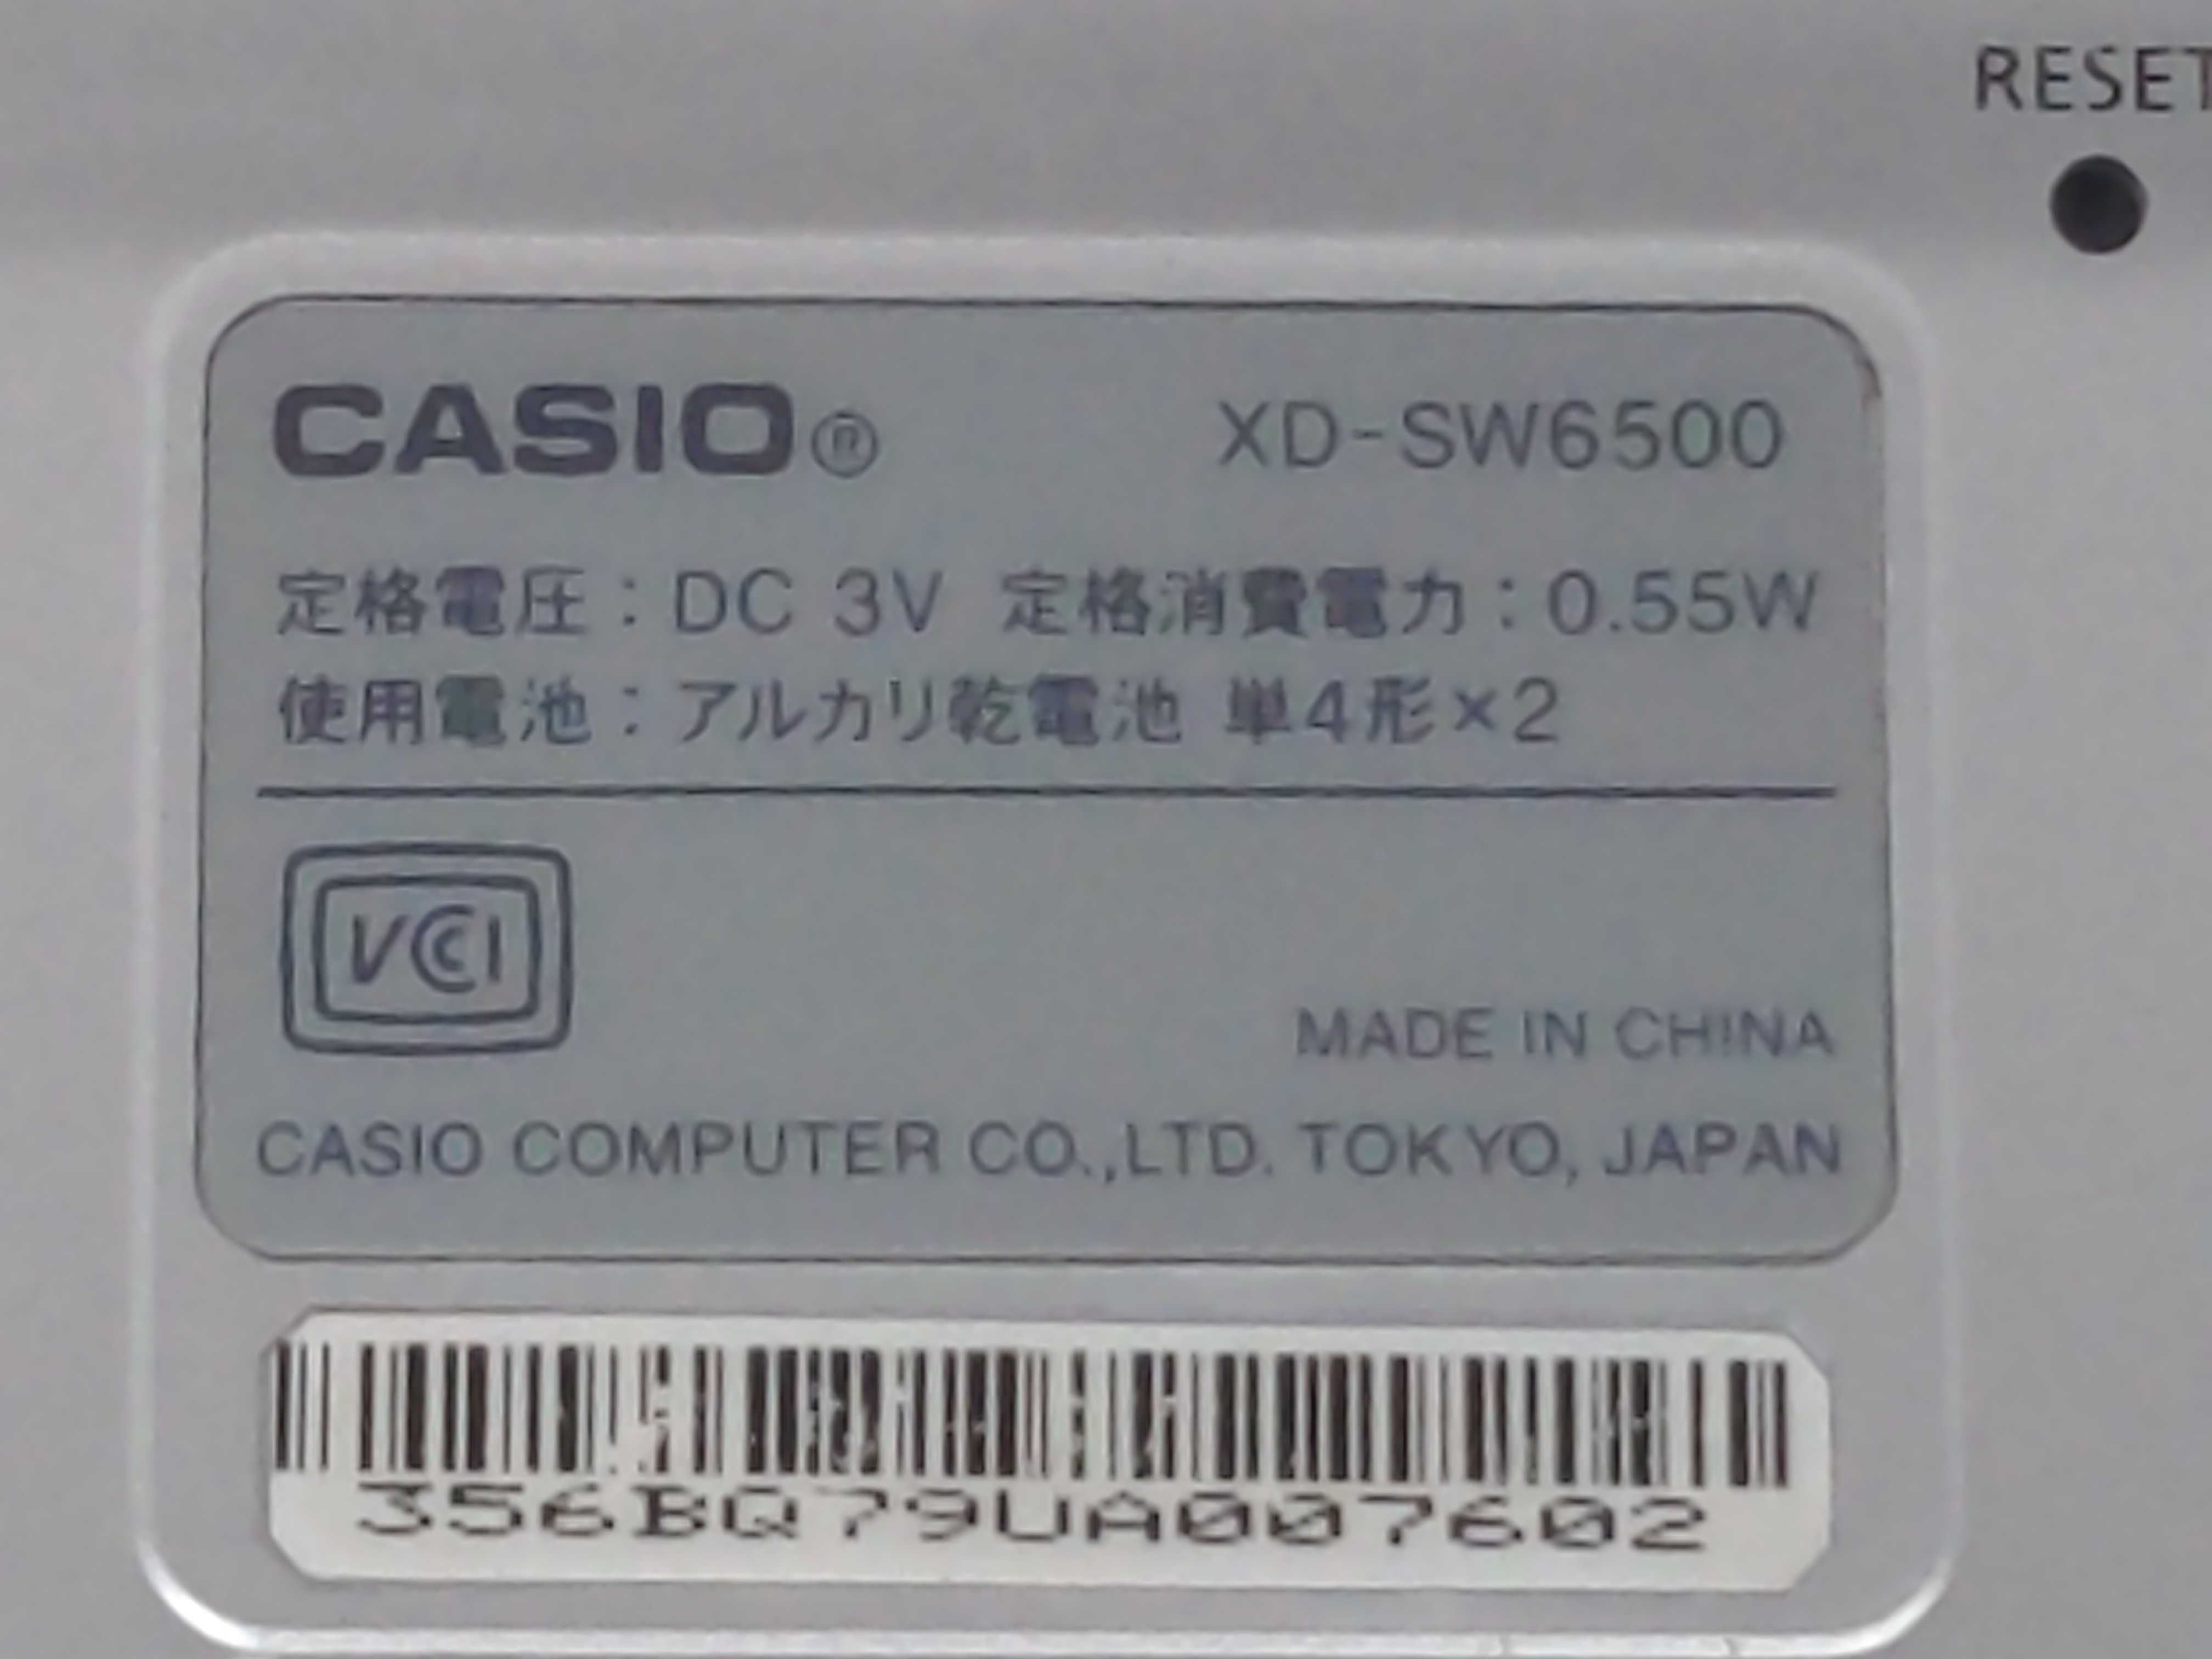 RESET
CASIO® XD-SW6500
定格電圧：DC 3V 定格消費電力：0.55W
使用電池：アルカリ乾電池 単4形×2
VCCI
MADE IN CHINA
CASIO COMPUTER CO.,LTD. TOKYO, JAPAN
356BQ79UA007602